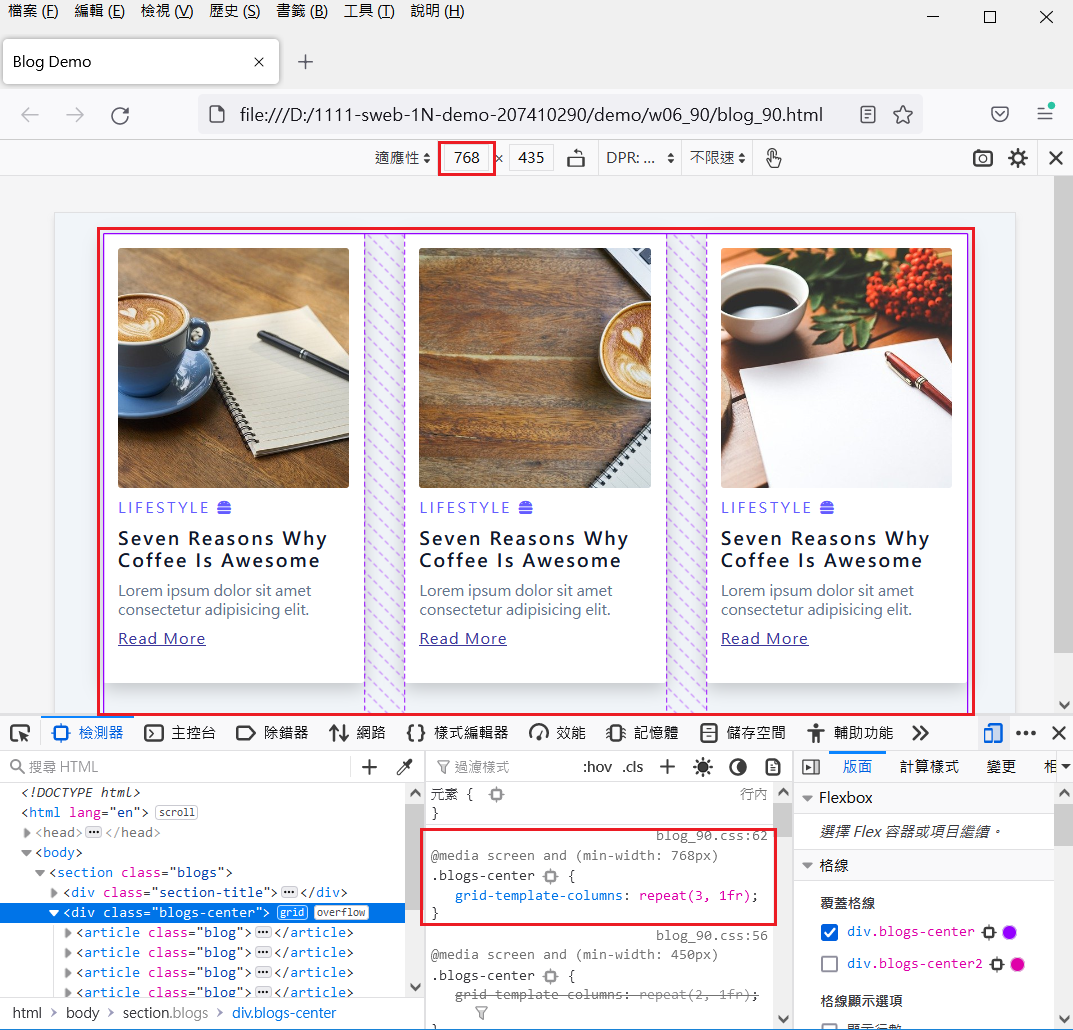 檔案 (F) 編輯 (E) 檢視 (V) 歷史 (S) 書籤 (B) 工具 (T) 說明 (H)
Blog Demo
file:///D:/1111-sweb-1N-demo-207410290/demo/w06_90/blog_90.html
適應性 768 × 435 DPR: ... 不限速
LIFESTYLE LIFESTYLE LIFESTYLE
Seven Reasons Why Seven Reasons Why Seven Reasons Why
Coffee Is Awesome Coffee Is Awesome Coffee Is Awesome
Lorem ipsum dolor sit amet Lorem ipsum dolor sit amet Lorem ipsum dolor sit amet
consectetur adipisicing elit. consectetur adipisicing elit. consectetur adipisicing elit.
Read More Read More Read More
檢測器 主控台 除錯器 網路 樣式編輯器 效能 記憶體 儲存空間 輔助功能
搜尋 HTML
<!DOCTYPE html>
<html lang="en"> scroll
<head> ••• </head>
<body>
<section class="blogs">
<div class="section-title"> ••• </div>
<div class="blogs-center"> grid overflow
<article class="blog"> ••• </article>
<article class="blog"> ••• </article>
<article class="blog"> ••• </article>
<article class="blog"> ••• </article>
html > body > section.blogs > div.blogs-center
過濾樣式 :hov .cls
元素 { 行內
}
blog_90.css:62
@media screen and (min-width: 768px)
.blogs-center {
grid-template-columns: repeat(3, 1fr);
}
blog_90.css:56
@media screen and (min-width: 450px)
.blogs-center {
grid-template-columns: repeat(2, 1fr);
}
版面 計算樣式 變更
Flexbox
選擇 Flex 容器或項目繼續。
格線
覆蓋格線
div.blogs-center
div.blogs-center2
格線顯示選項
顯示行數